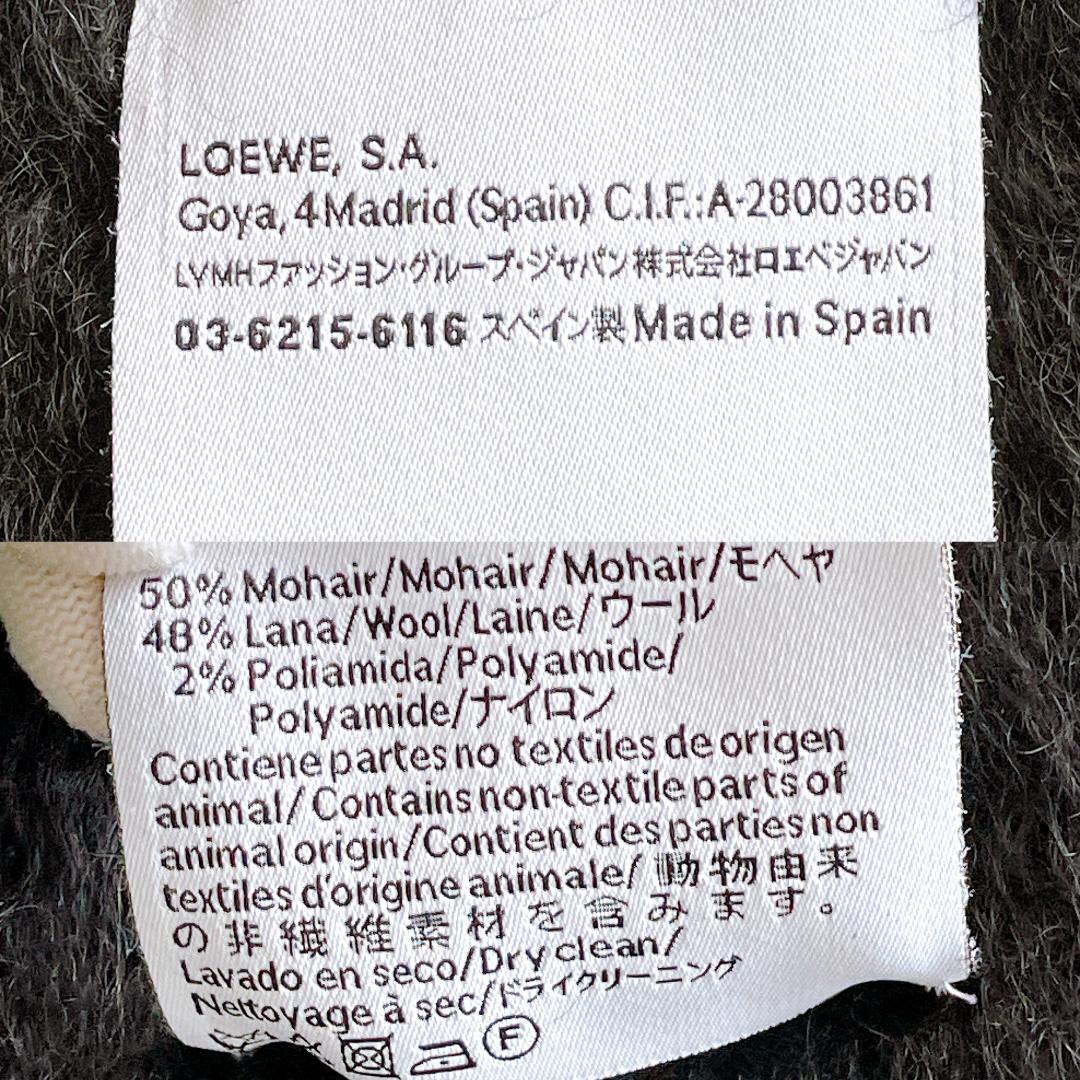 LOEWE, S.A.
Goya, 4 Madrid (Spain) C.I.F.:A-28003861
LVMHファッション・グループ・ジャパン株式会社ロエベジャパン
03-6215-6116 スペイン製 Made in Spain
50% Mohair/Mohair/Mohair/モヘヤ
48% Lana/Wool/Laine/ウール
2% Poliamida/Polyamide/
Polyamide/ナイロン
Contiene partes no textiles de origen
animal/Contains non-textile parts of
animal origin/Contient des parties non
textiles d'origine animale/ 動物由来
の非繊維素材を含みます。
Lavado en seco/Dry clean/
Nettoyage à sec/ドライクリーニング
F